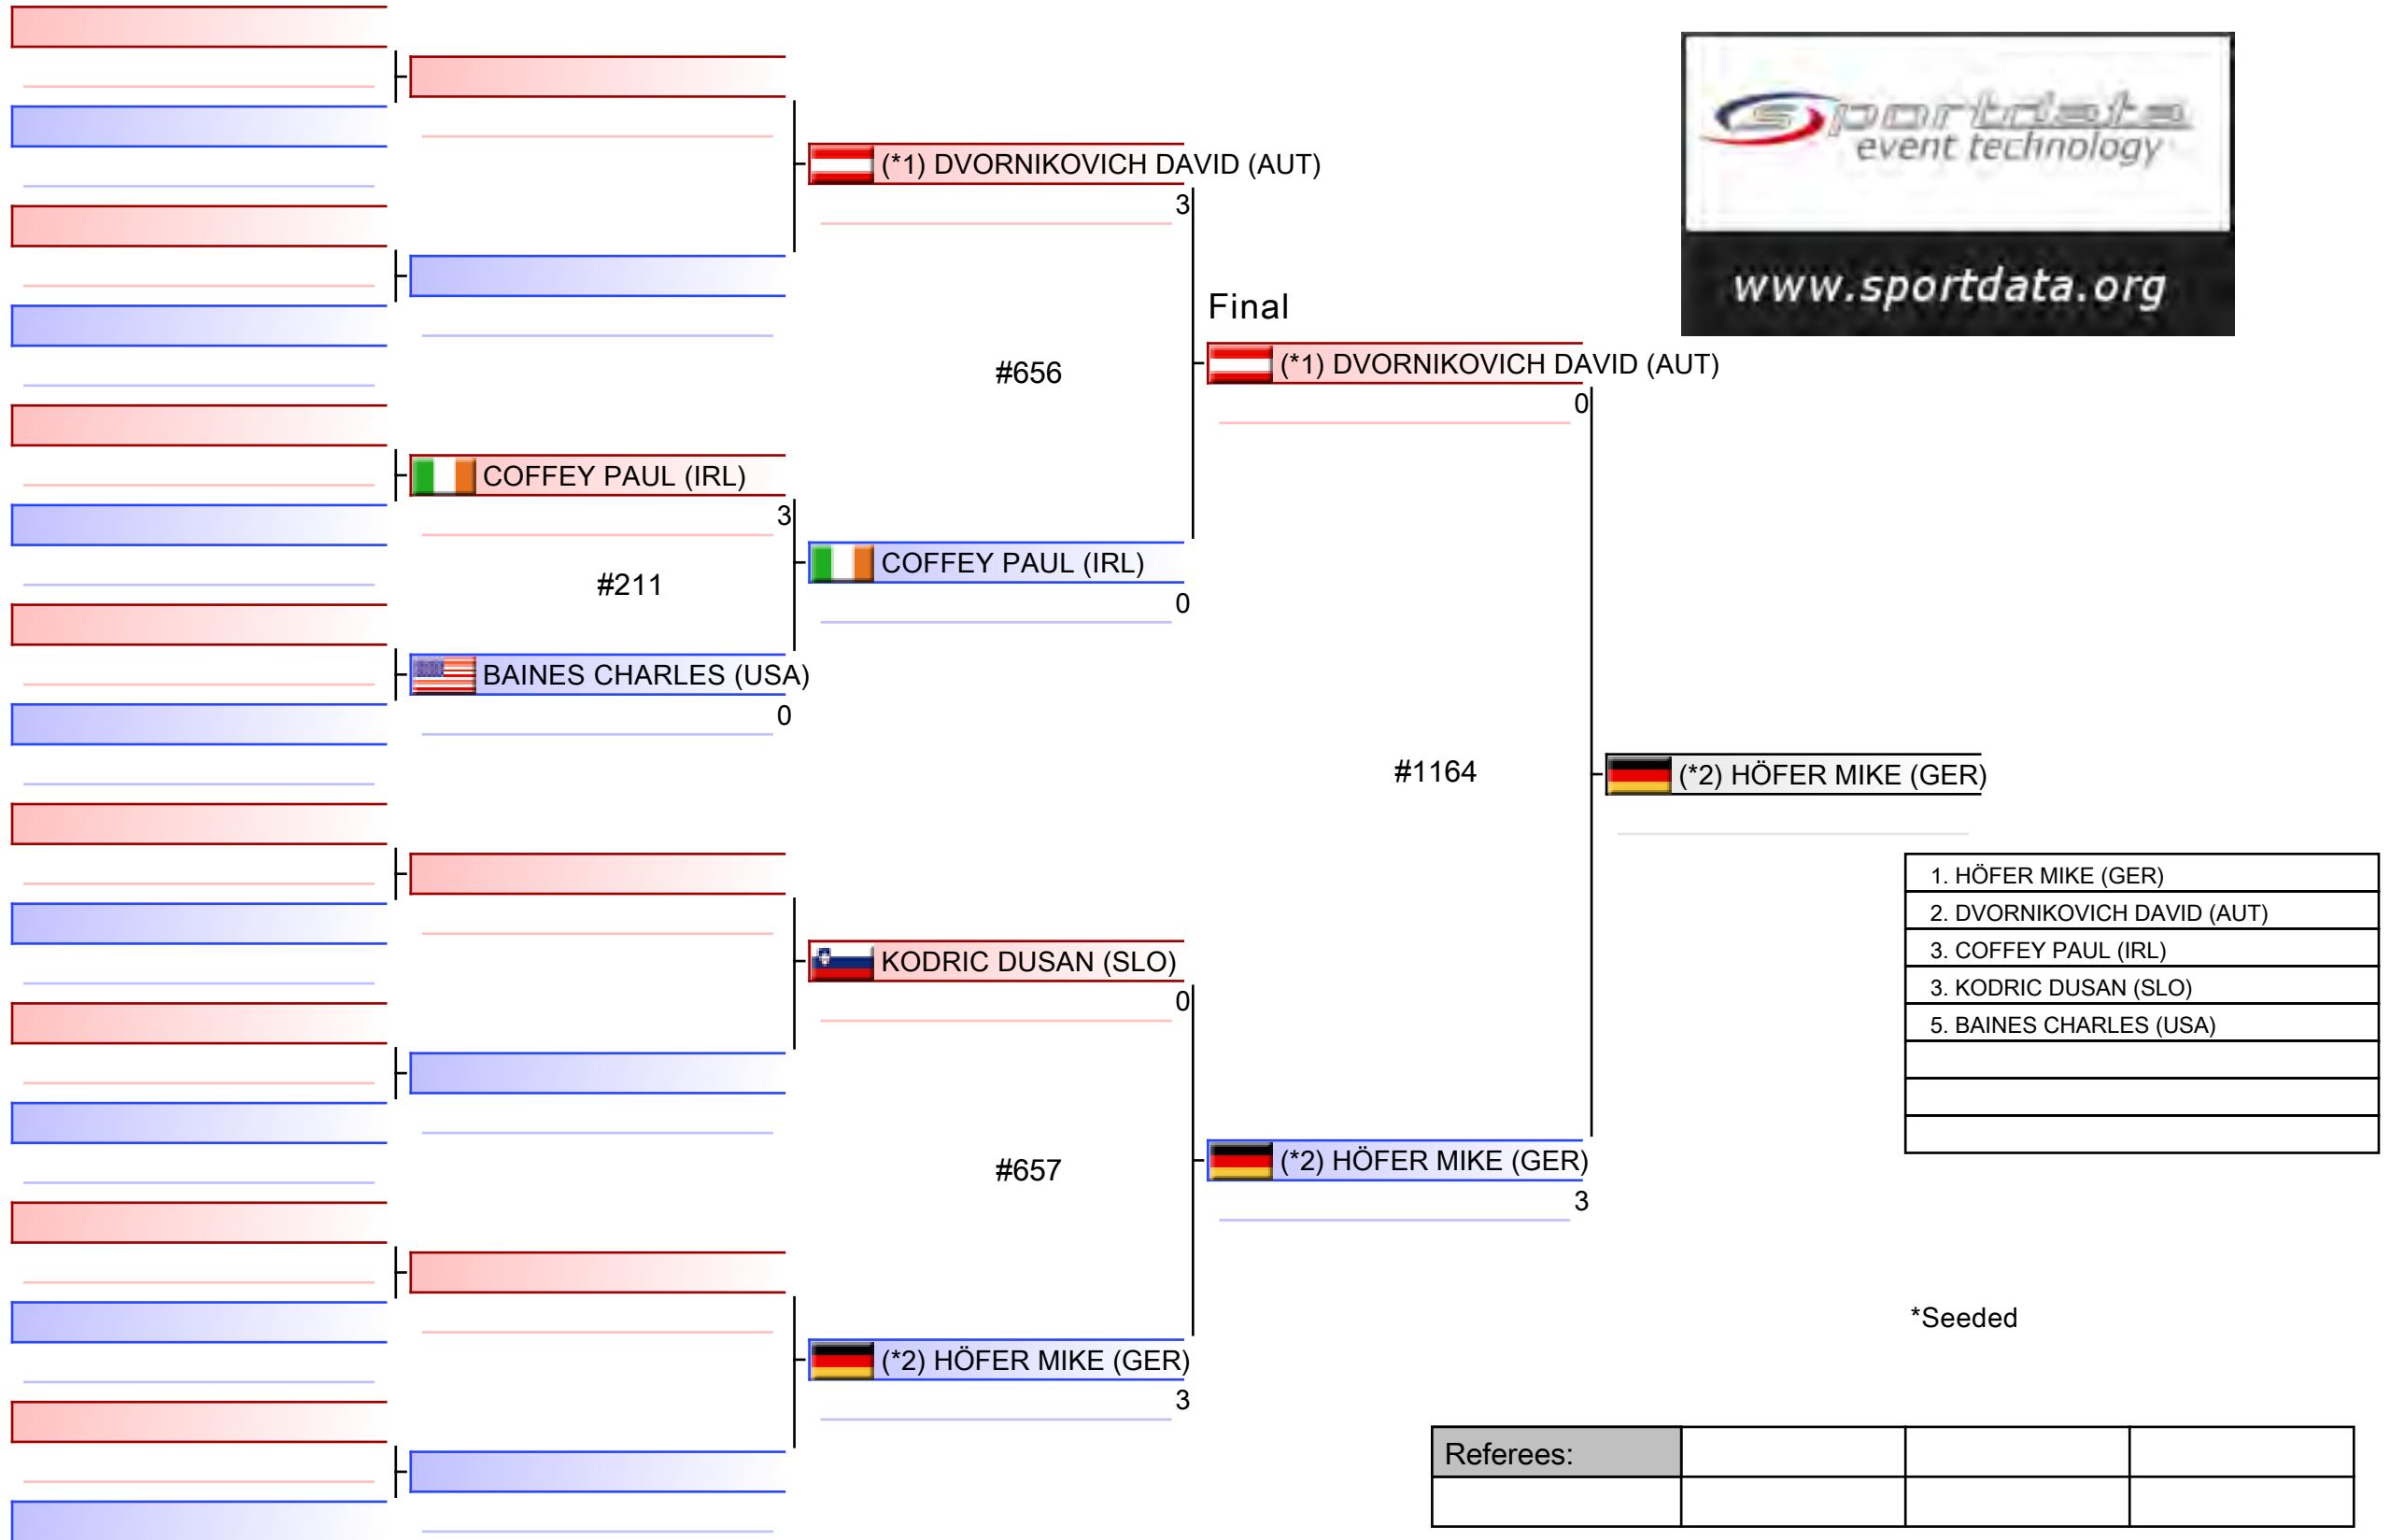 sportdata
event technology
www.sportdata.org
(*1) DVORNIKOVICH DAVID (AUT)
3
Final
#656
(*1) DVORNIKOVICH DAVID (AUT)
0
COFFEY PAUL (IRL)
3
#211
COFFEY PAUL (IRL)
0
BAINES CHARLES (USA)
0
#1164
(*2) HÖFER MIKE (GER)
1. HÖFER MIKE (GER)
2. DVORNIKOVICH DAVID (AUT)
3. COFFEY PAUL (IRL)
3. KODRIC DUSAN (SLO)
5. BAINES CHARLES (USA)
KODRIC DUSAN (SLO)
0
#657
(*2) HÖFER MIKE (GER)
3
*Seeded
(*2) HÖFER MIKE (GER)
3
Referees: